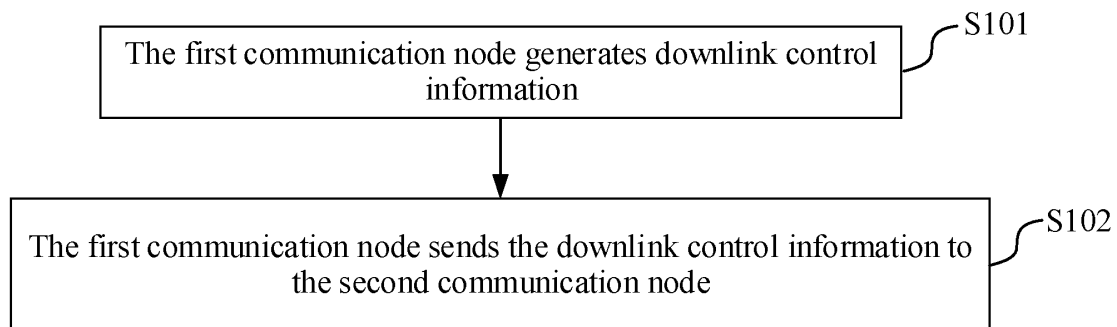 S101
The first communication node generates downlink control
information
S102
The first communication node sends the downlink control information to
the second communication node